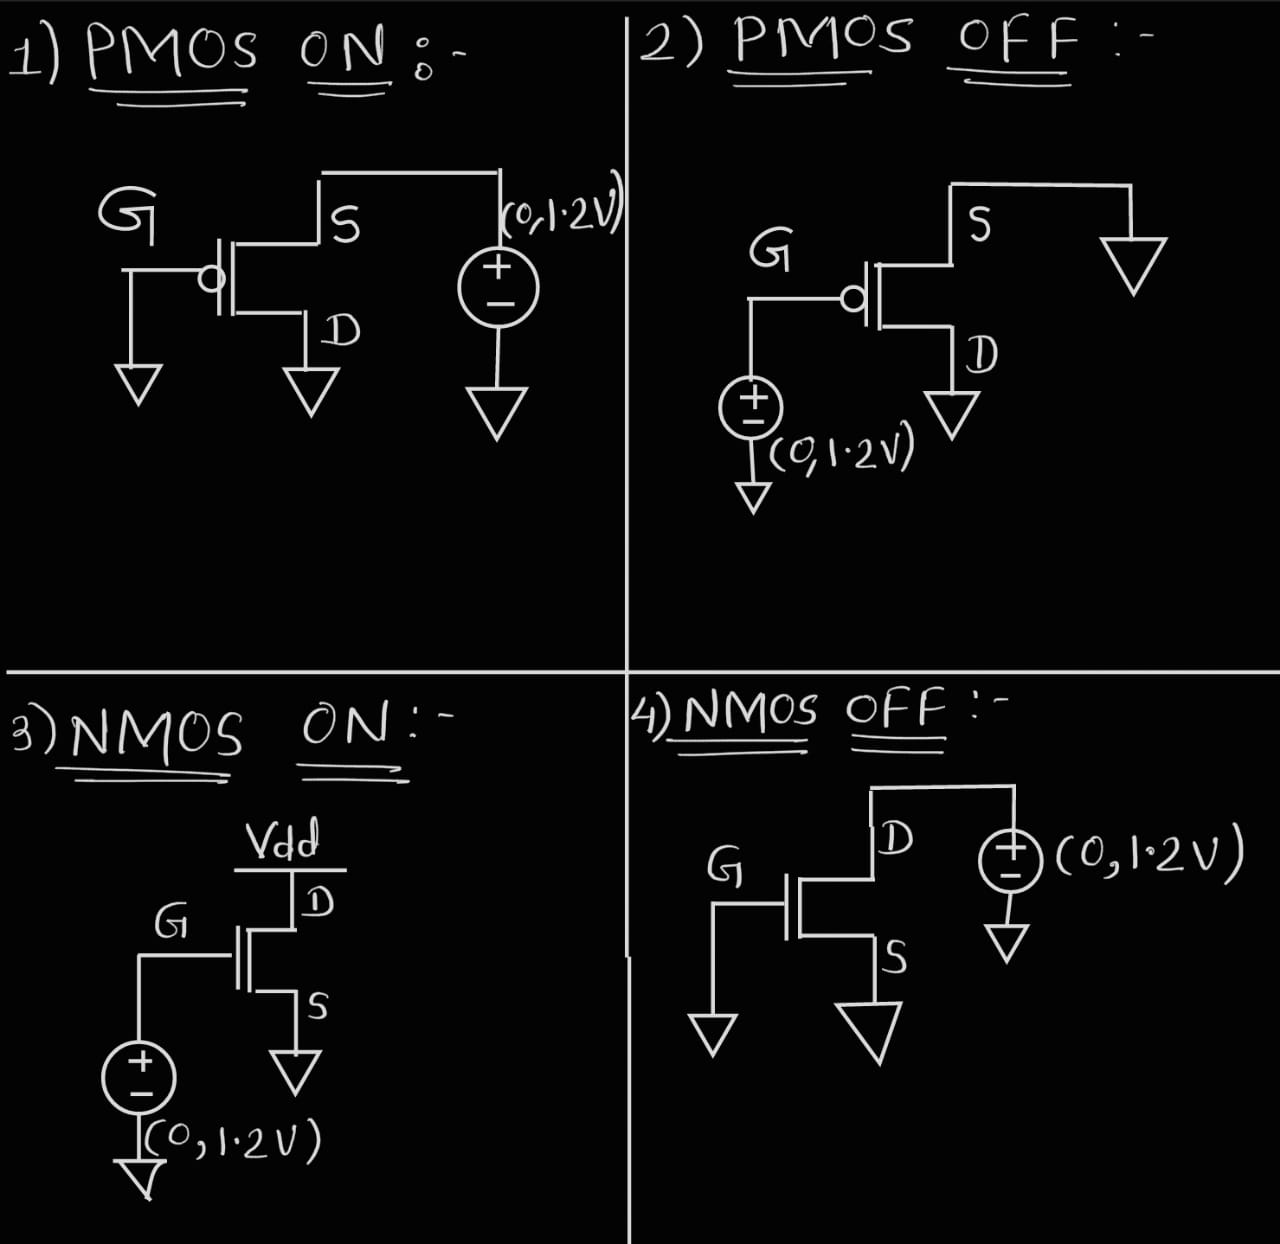 1) PMOS ON :-
G
S
(0,1.2V)
+
−
D
2) PMOS OFF :-
G
S
D
+
−
(0,1.2V)
3) NMOS ON :-
Vdd
D
G
S
+
−
(0,1.2V)
4) NMOS OFF :-
G
D
+
−
(0,1.2V)
S